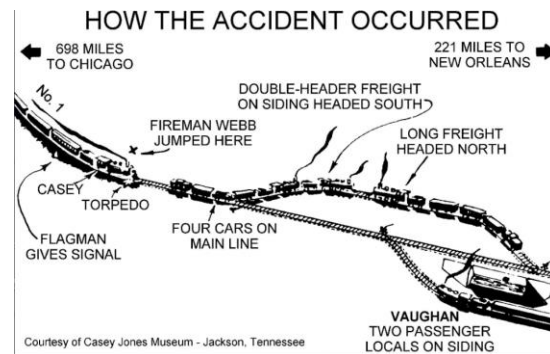 HOW THE ACCIDENT OCCURRED
698 MILES
TO CHICAGO
221 MILES TO
NEW ORLEANS
No. 1
DOUBLE-HEADER FREIGHT
ON SIDING HEADED SOUTH
FIREMAN WEBB
JUMPED HERE
LONG FREIGHT
HEADED NORTH
CASEY
TORPEDO
FLAGMAN
GIVES SIGNAL
FOUR CARS ON
MAIN LINE
VAUGHAN
TWO PASSENGER
LOCALS ON SIDING
Courtesy of Casey Jones Museum - Jackson, Tennessee